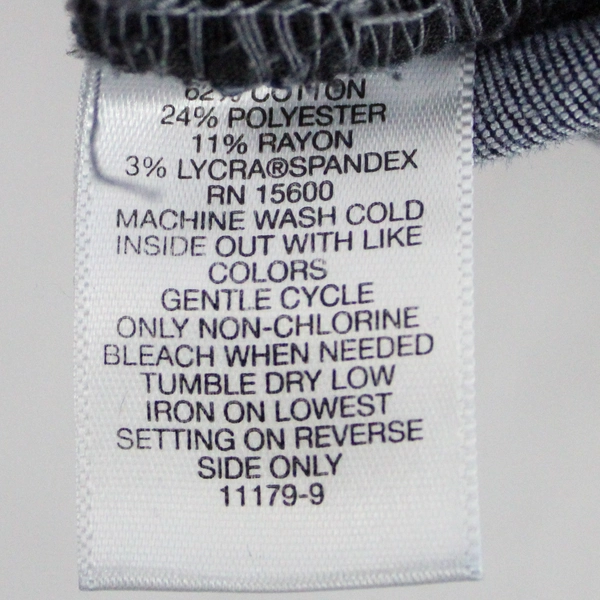 62% COTTON
24% POLYESTER
11% RAYON
3% LYCRA®SPANDEX
RN 15600
MACHINE WASH COLD
INSIDE OUT WITH LIKE
COLORS
GENTLE CYCLE
ONLY NON-CHLORINE
BLEACH WHEN NEEDED
TUMBLE DRY LOW
IRON ON LOWEST
SETTING ON REVERSE
SIDE ONLY
11179-9